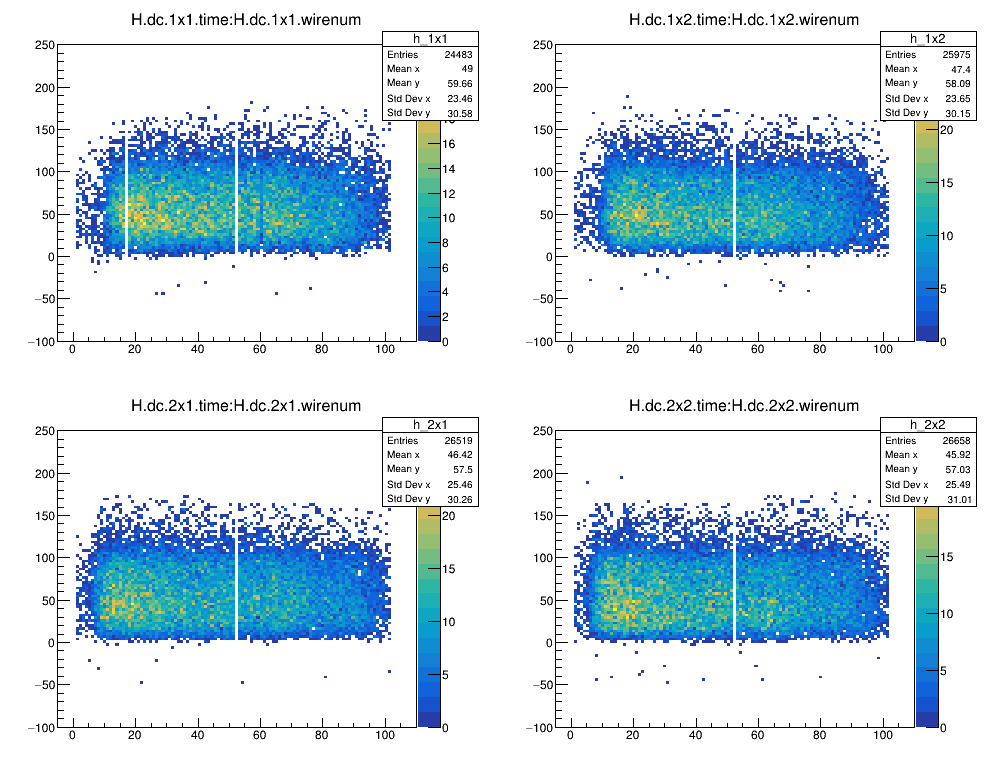 H.dc.1x1.time:H.dc.1x1.wirenum
h_1x1
Entries 24483
Mean x 49
Mean y 59.66
Std Dev x 23.46
Std Dev y 30.58
250
200
150
100
50
0
−50
−100
0 20 40 60 80 100
16
14
12
10
8
6
4
2
0
H.dc.1x2.time:H.dc.1x2.wirenum
h_1x2
Entries 25975
Mean x 47.4
Mean y 58.09
Std Dev x 23.65
Std Dev y 30.15
250
200
150
100
50
0
−50
−100
0 20 40 60 80 100
20
15
10
5
0
H.dc.2x1.time:H.dc.2x1.wirenum
h_2x1
Entries 26519
Mean x 46.42
Mean y 57.5
Std Dev x 25.46
Std Dev y 30.26
250
200
150
100
50
0
−50
−100
0 20 40 60 80 100
20
15
10
5
0
H.dc.2x2.time:H.dc.2x2.wirenum
h_2x2
Entries 26658
Mean x 45.92
Mean y 57.03
Std Dev x 25.49
Std Dev y 31.01
250
200
150
100
50
0
−50
−100
0 20 40 60 80 100
15
10
5
0